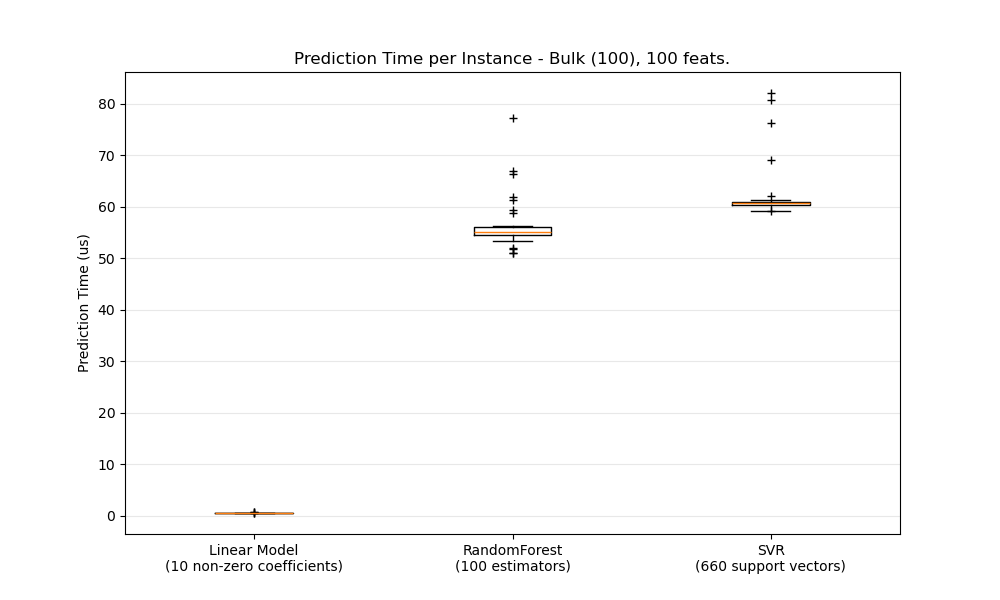 Prediction Time per Instance - Bulk (100), 100 feats.
Prediction Time (us)
80
70
60
50
40
30
20
10
0
Linear Model
(10 non-zero coefficients)
RandomForest
(100 estimators)
SVR
(660 support vectors)